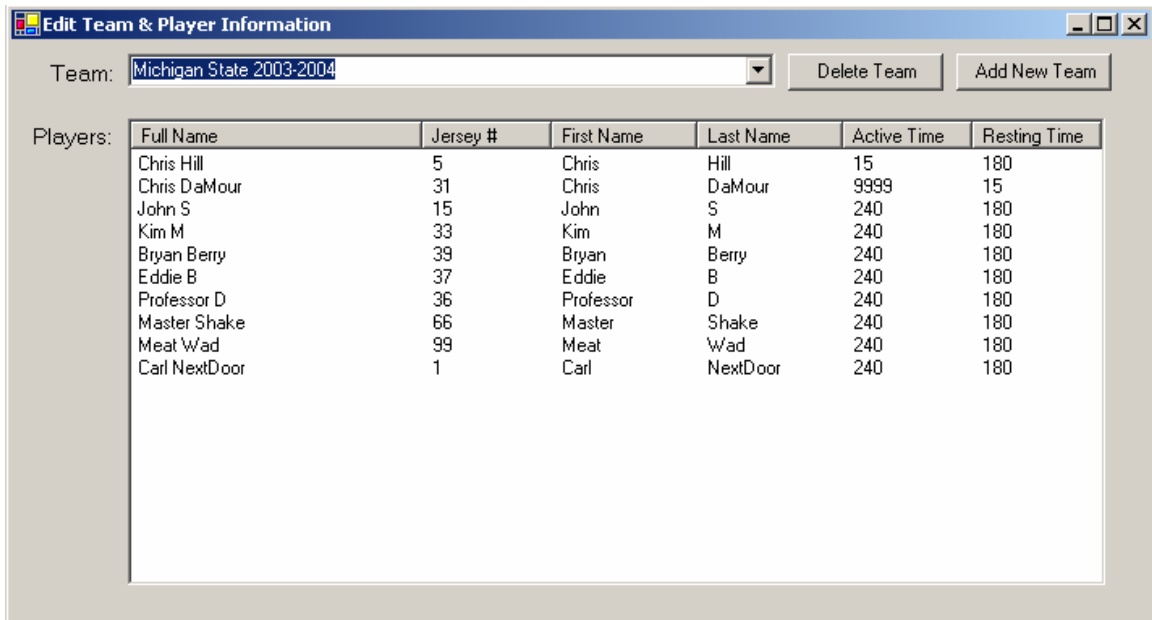 Edit Team & Player Information
Team: Michigan State 2003-2004 Delete Team Add New Team
Players: Full Name Jersey # First Name Last Name Active Time Resting Time
Chris Hill 5 Chris Hill 15 180
Chris DaMour 31 Chris DaMour 9999 15
John S 15 John S 240 180
Kim M 33 Kim M 240 180
Bryan Berry 39 Bryan Berry 240 180
Eddie B 37 Eddie B 240 180
Professor D 36 Professor D 240 180
Master Shake 66 Master Shake 240 180
Meat Wad 99 Meat Wad 240 180
Carl NextDoor 1 Carl NextDoor 240 180